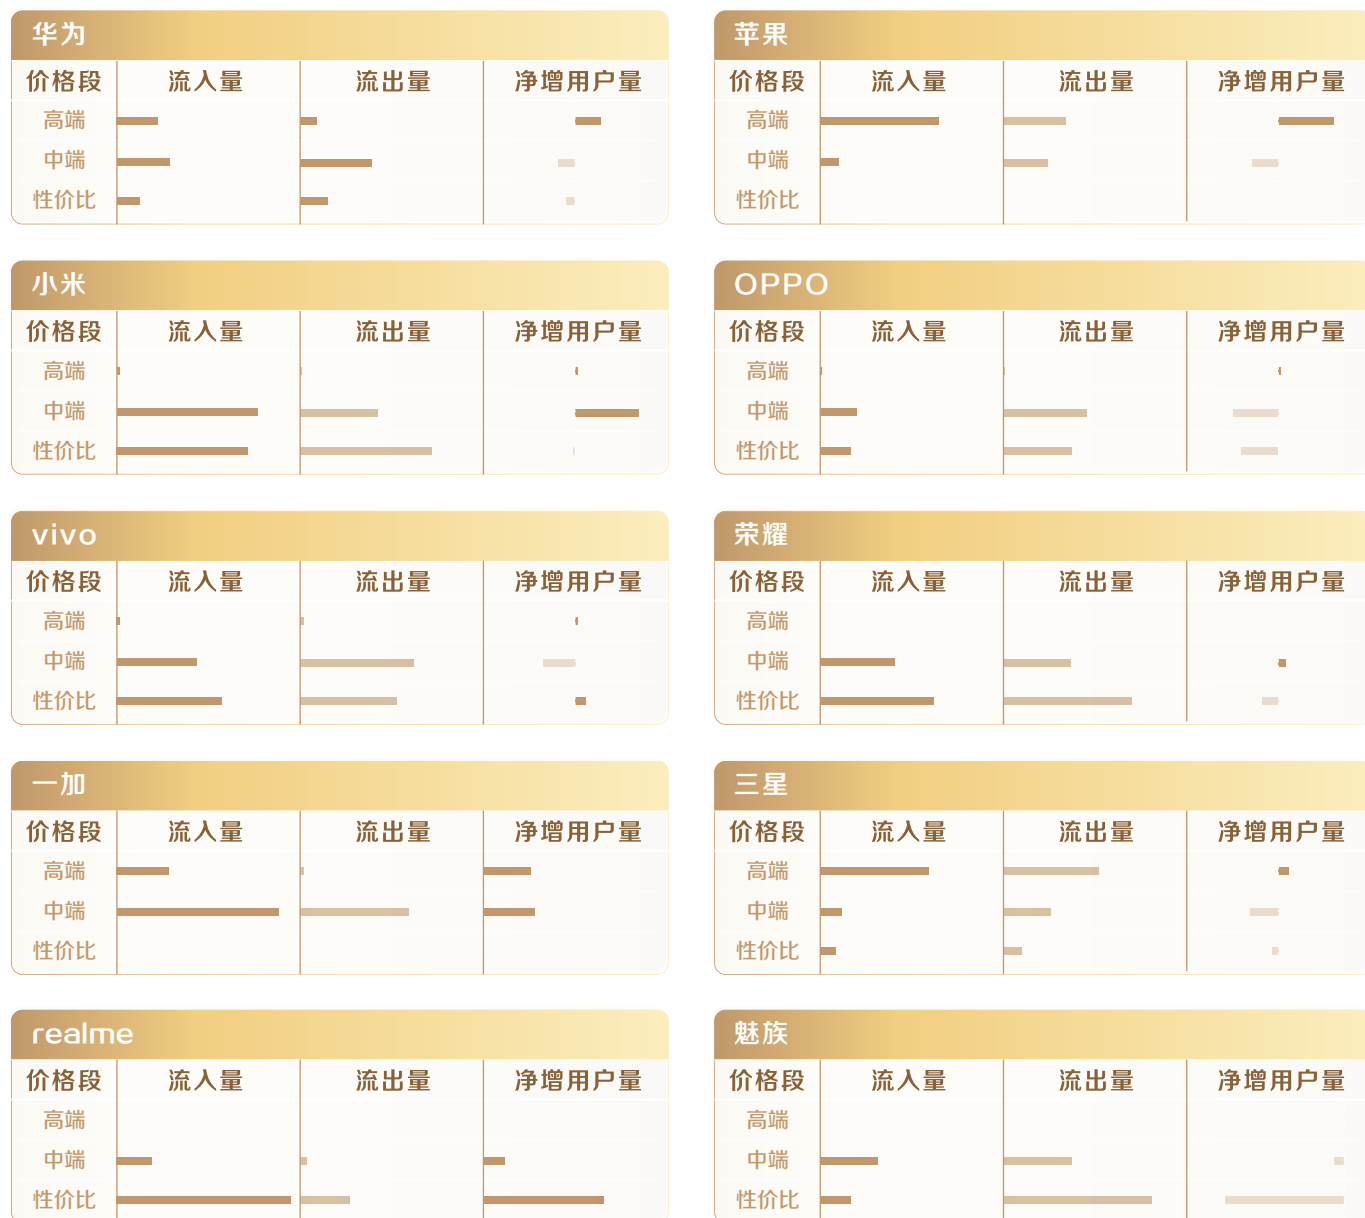 华为
价格段 流入量 流出量 净增用户量
高端
中端
性价比
苹果
价格段 流入量 流出量 净增用户量
高端
中端
性价比
小米
价格段 流入量 流出量 净增用户量
高端
中端
性价比
OPPO
价格段 流入量 流出量 净增用户量
高端
中端
性价比
vivo
价格段 流入量 流出量 净增用户量
高端
中端
性价比
荣耀
价格段 流入量 流出量 净增用户量
高端
中端
性价比
一加
价格段 流入量 流出量 净增用户量
高端
中端
性价比
三星
价格段 流入量 流出量 净增用户量
高端
中端
性价比
realme
价格段 流入量 流出量 净增用户量
高端
中端
性价比
魅族
价格段 流入量 流出量 净增用户量
高端
中端
性价比